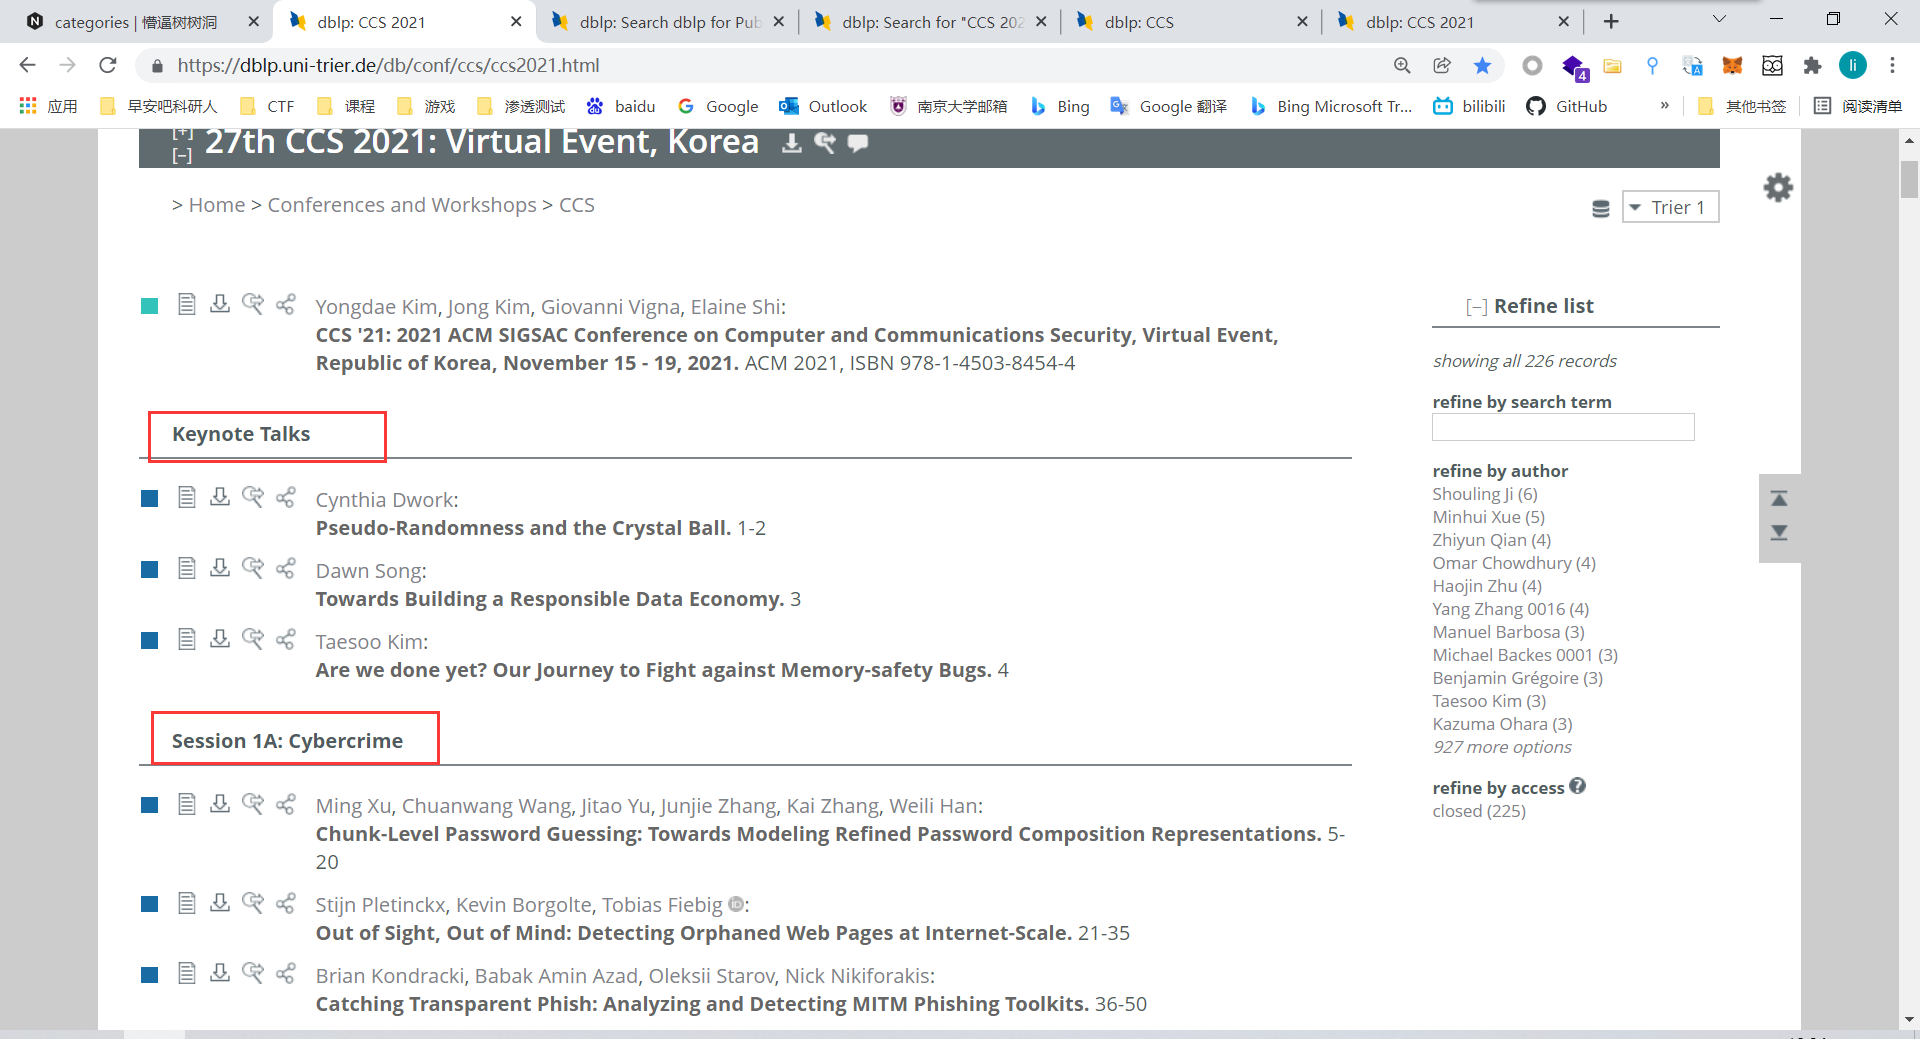 categories | 懵逼树树洞
dblp: CCS 2021
dblp: Search dblp for Pub
dblp: Search for "CCS 202
dblp: CCS
dblp: CCS 2021
https://dblp.uni-trier.de/db/conf/ccs/ccs2021.html
4
li
应用
早安吧科研人
CTF
课程
游戏
渗透测试
baidu
Google
Outlook
南京大学邮箱
Bing
Google 翻译
Bing Microsoft Tr...
bilibili
GitHub
»
其他书签
阅读清单
[+]
[−]
27th CCS 2021: Virtual Event, Korea
> Home > Conferences and Workshops > CCS
Trier 1
Yongdae Kim, Jong Kim, Giovanni Vigna, Elaine Shi:
CCS '21: 2021 ACM SIGSAC Conference on Computer and Communications Security, Virtual Event,
Republic of Korea, November 15 - 19, 2021. ACM 2021, ISBN 978-1-4503-8454-4
Keynote Talks
Cynthia Dwork:
Pseudo-Randomness and the Crystal Ball. 1-2
Dawn Song:
Towards Building a Responsible Data Economy. 3
Taesoo Kim:
Are we done yet? Our Journey to Fight against Memory-safety Bugs. 4
Session 1A: Cybercrime
Ming Xu, Chuanwang Wang, Jitao Yu, Junjie Zhang, Kai Zhang, Weili Han:
Chunk-Level Password Guessing: Towards Modeling Refined Password Composition Representations. 5-
20
Stijn Pletinckx, Kevin Borgolte, Tobias Fiebig iD:
Out of Sight, Out of Mind: Detecting Orphaned Web Pages at Internet-Scale. 21-35
Brian Kondracki, Babak Amin Azad, Oleksii Starov, Nick Nikiforakis:
Catching Transparent Phish: Analyzing and Detecting MITM Phishing Toolkits. 36-50
[−] Refine list
showing all 226 records
refine by search term
refine by author
Shouling Ji (6)
Minhui Xue (5)
Zhiyun Qian (4)
Omar Chowdhury (4)
Haojin Zhu (4)
Yang Zhang 0016 (4)
Manuel Barbosa (3)
Michael Backes 0001 (3)
Benjamin Grégoire (3)
Taesoo Kim (3)
Kazuma Ohara (3)
927 more options
refine by access ?
closed (225)